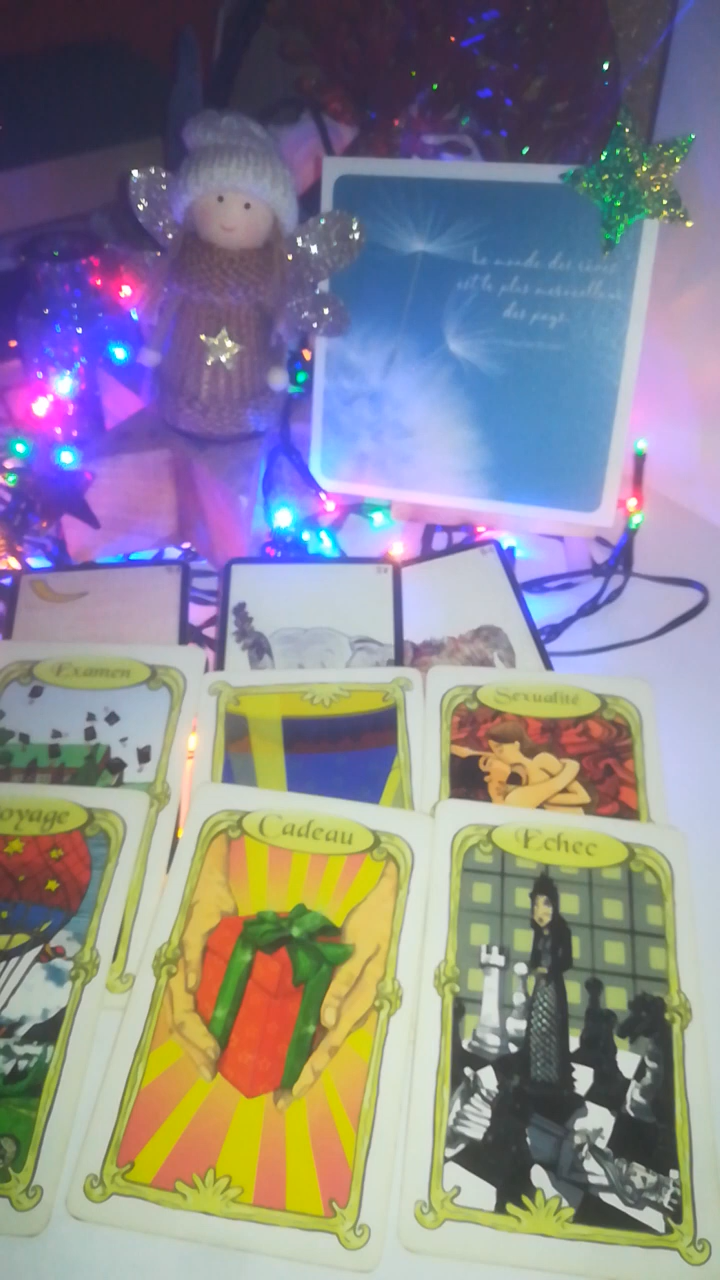 Le monde des rêves
est le plus merveilleux
des pays.
Examen
Sexualité
oyage
Cadeau
Echec